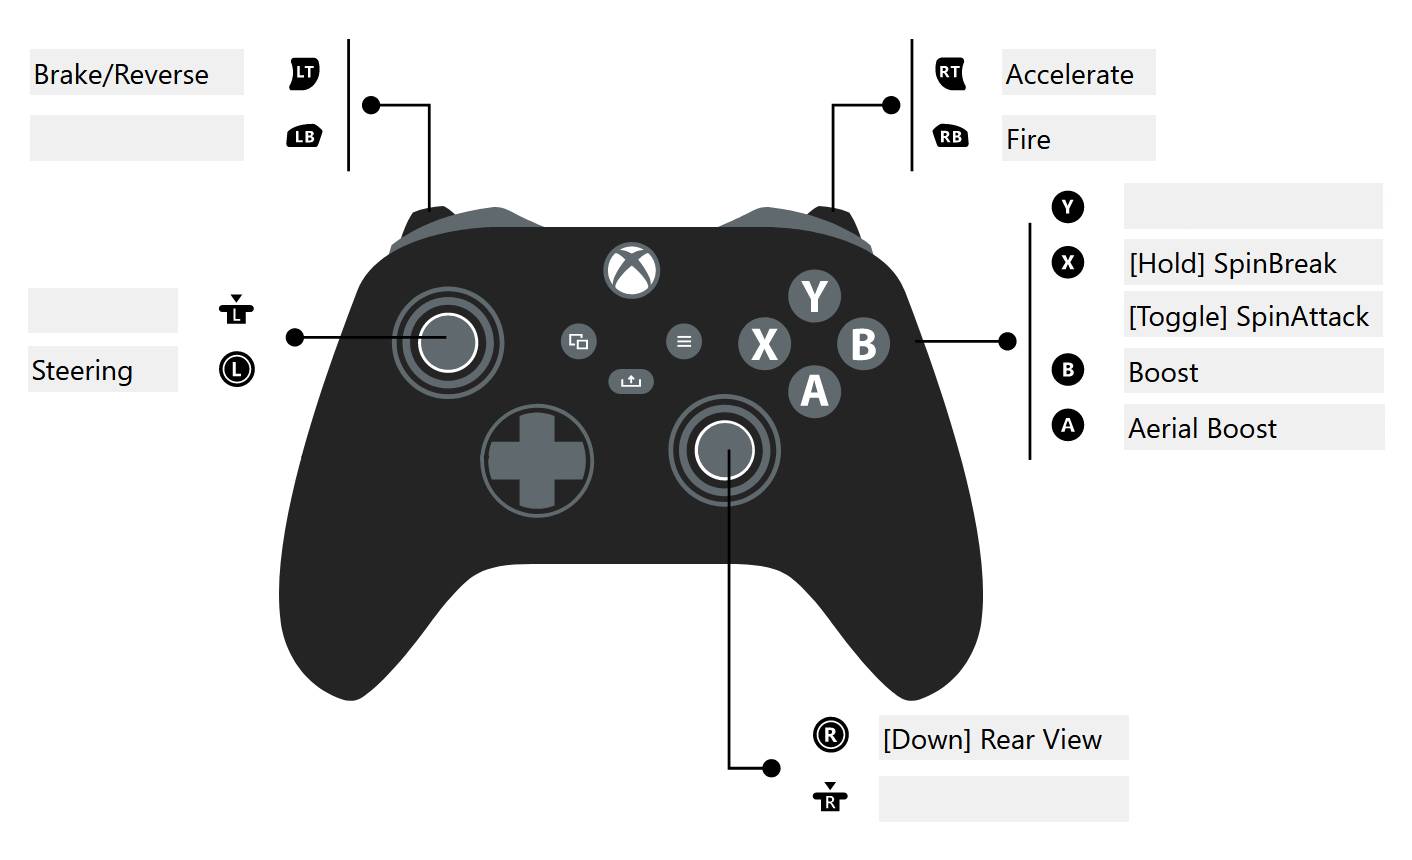 Brake/Reverse LT
LB
RT Accelerate
RB Fire
Y
X [Hold] SpinBreak
[Toggle] SpinAttack
B Boost
A Aerial Boost
L
Steering L
Y
X B
A
R [Down] Rear View
R